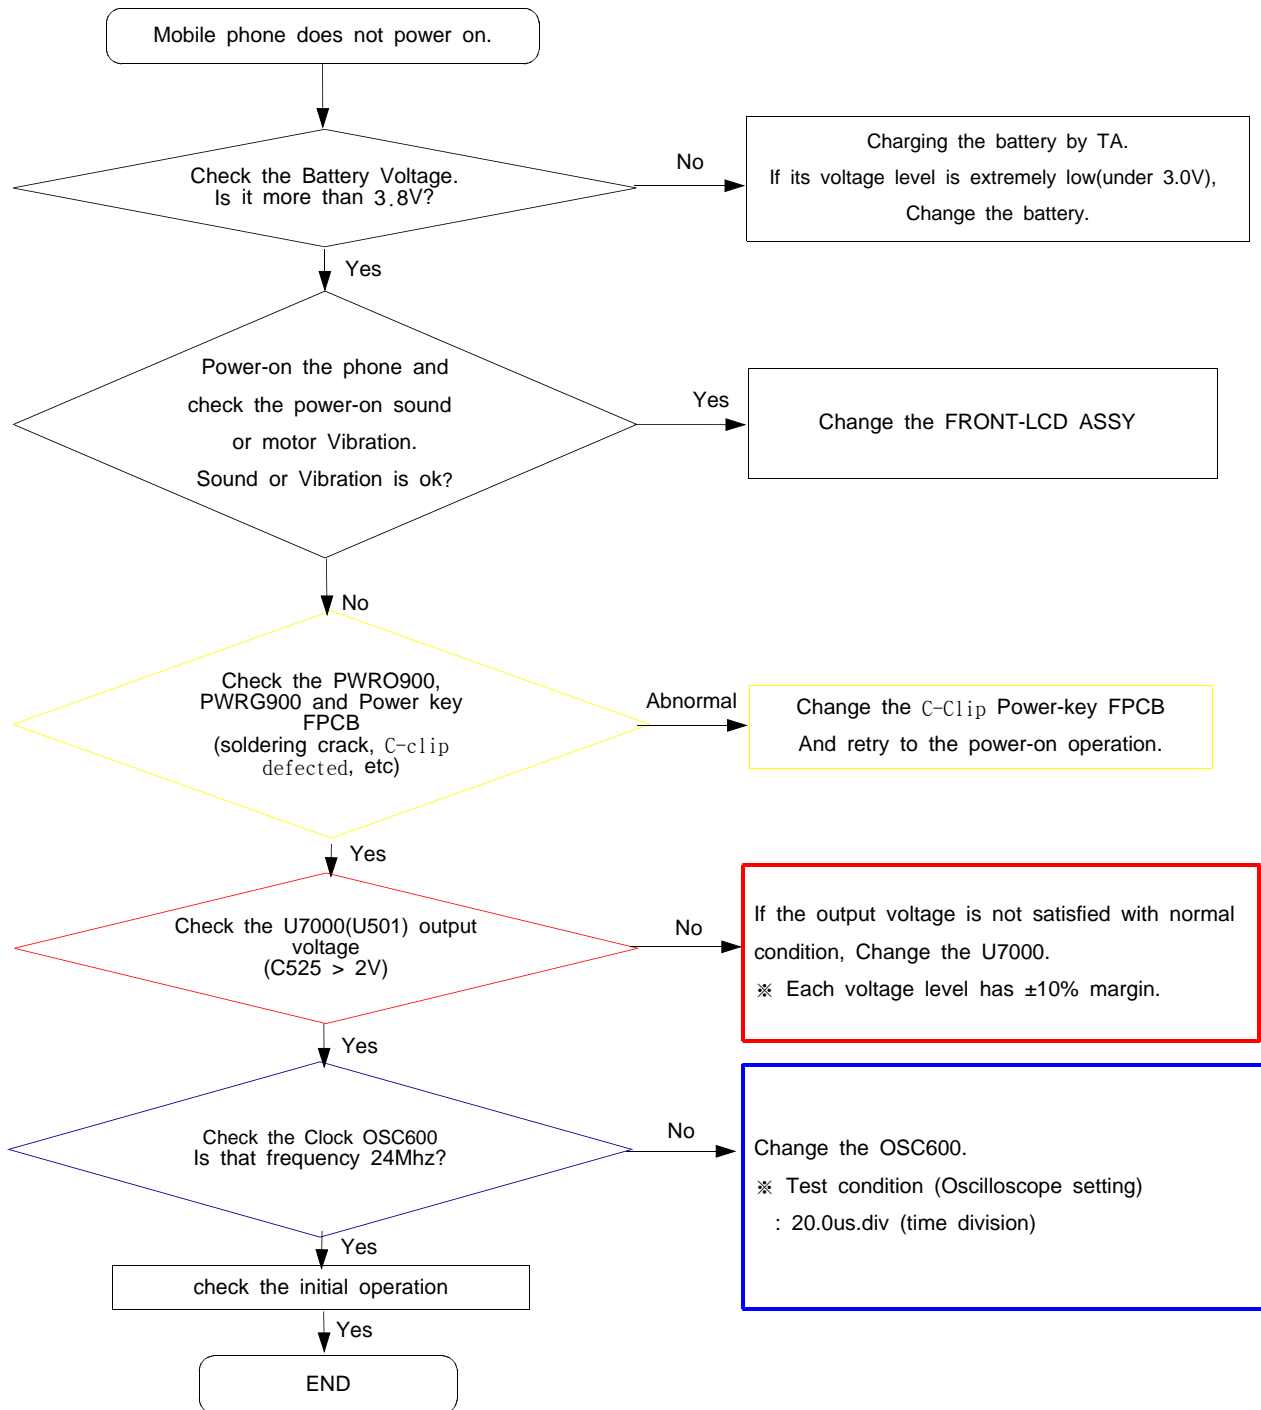 Mobile phone does not power on.
Check the Battery Voltage.
Is it more than 3.8V?
No
Charging the battery by TA.
If its voltage level is extremely low(under 3.0V),
Change the battery.
Yes
Power-on the phone and
check the power-on sound
or motor Vibration.
Sound or Vibration is ok?
Yes
Change the FRONT-LCD ASSY
No
Check the PWRO900,
PWRG900 and Power key
FPCB
(soldering crack, C-clip
defected, etc)
Abnormal
Change the C-Clip Power-key FPCB
And retry to the power-on operation.
Yes
Check the U7000(U501) output
voltage
(C525 > 2V)
No
If the output voltage is not satisfied with normal
condition, Change the U7000.
※ Each voltage level has ±10% margin.
Yes
Check the Clock OSC600
Is that frequency 24Mhz?
No
Change the OSC600.
※ Test condition (Oscilloscope setting)
: 20.0us.div (time division)
Yes
check the initial operation
Yes
END